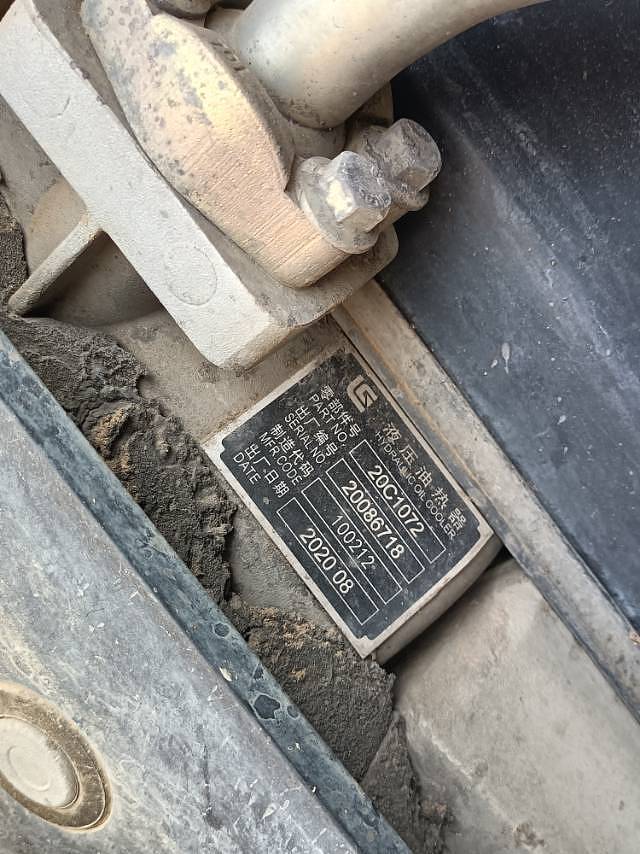 液压油热器
HYDRAULIC OIL COOLER
零部件号
PART NO. 20C1072
出厂编号
SERIAL NO. 20086718
制造代码
MFR CODE 100212
出厂日期
DATE 2020 08